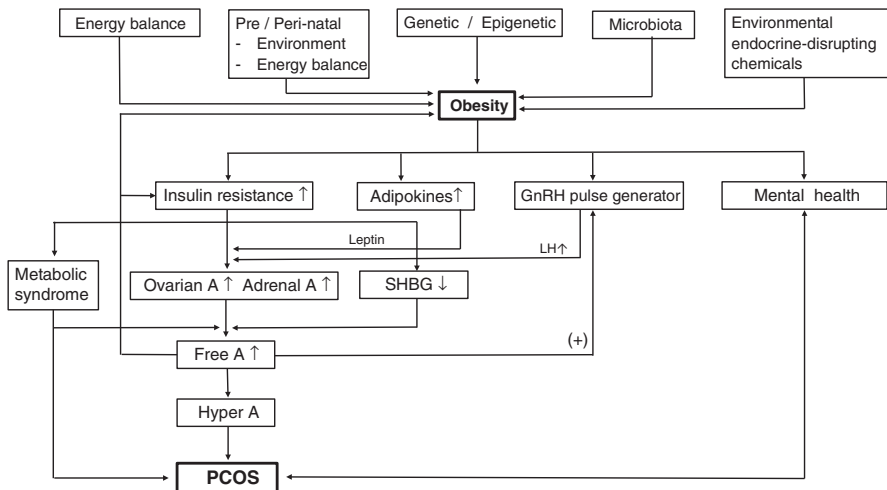 Energy balance
Pre / Peri-natal
- Environment
- Energy balance
Genetic / Epigenetic
Microbiota
Environmental
endocrine-disrupting
chemicals
Obesity
Insulin resistance ↑
Adipokines↑
GnRH pulse generator
Mental health
Leptin
LH↑
Metabolic
syndrome
Ovarian A ↑ Adrenal A ↑
SHBG ↓
(+)
Free A ↑
Hyper A
PCOS